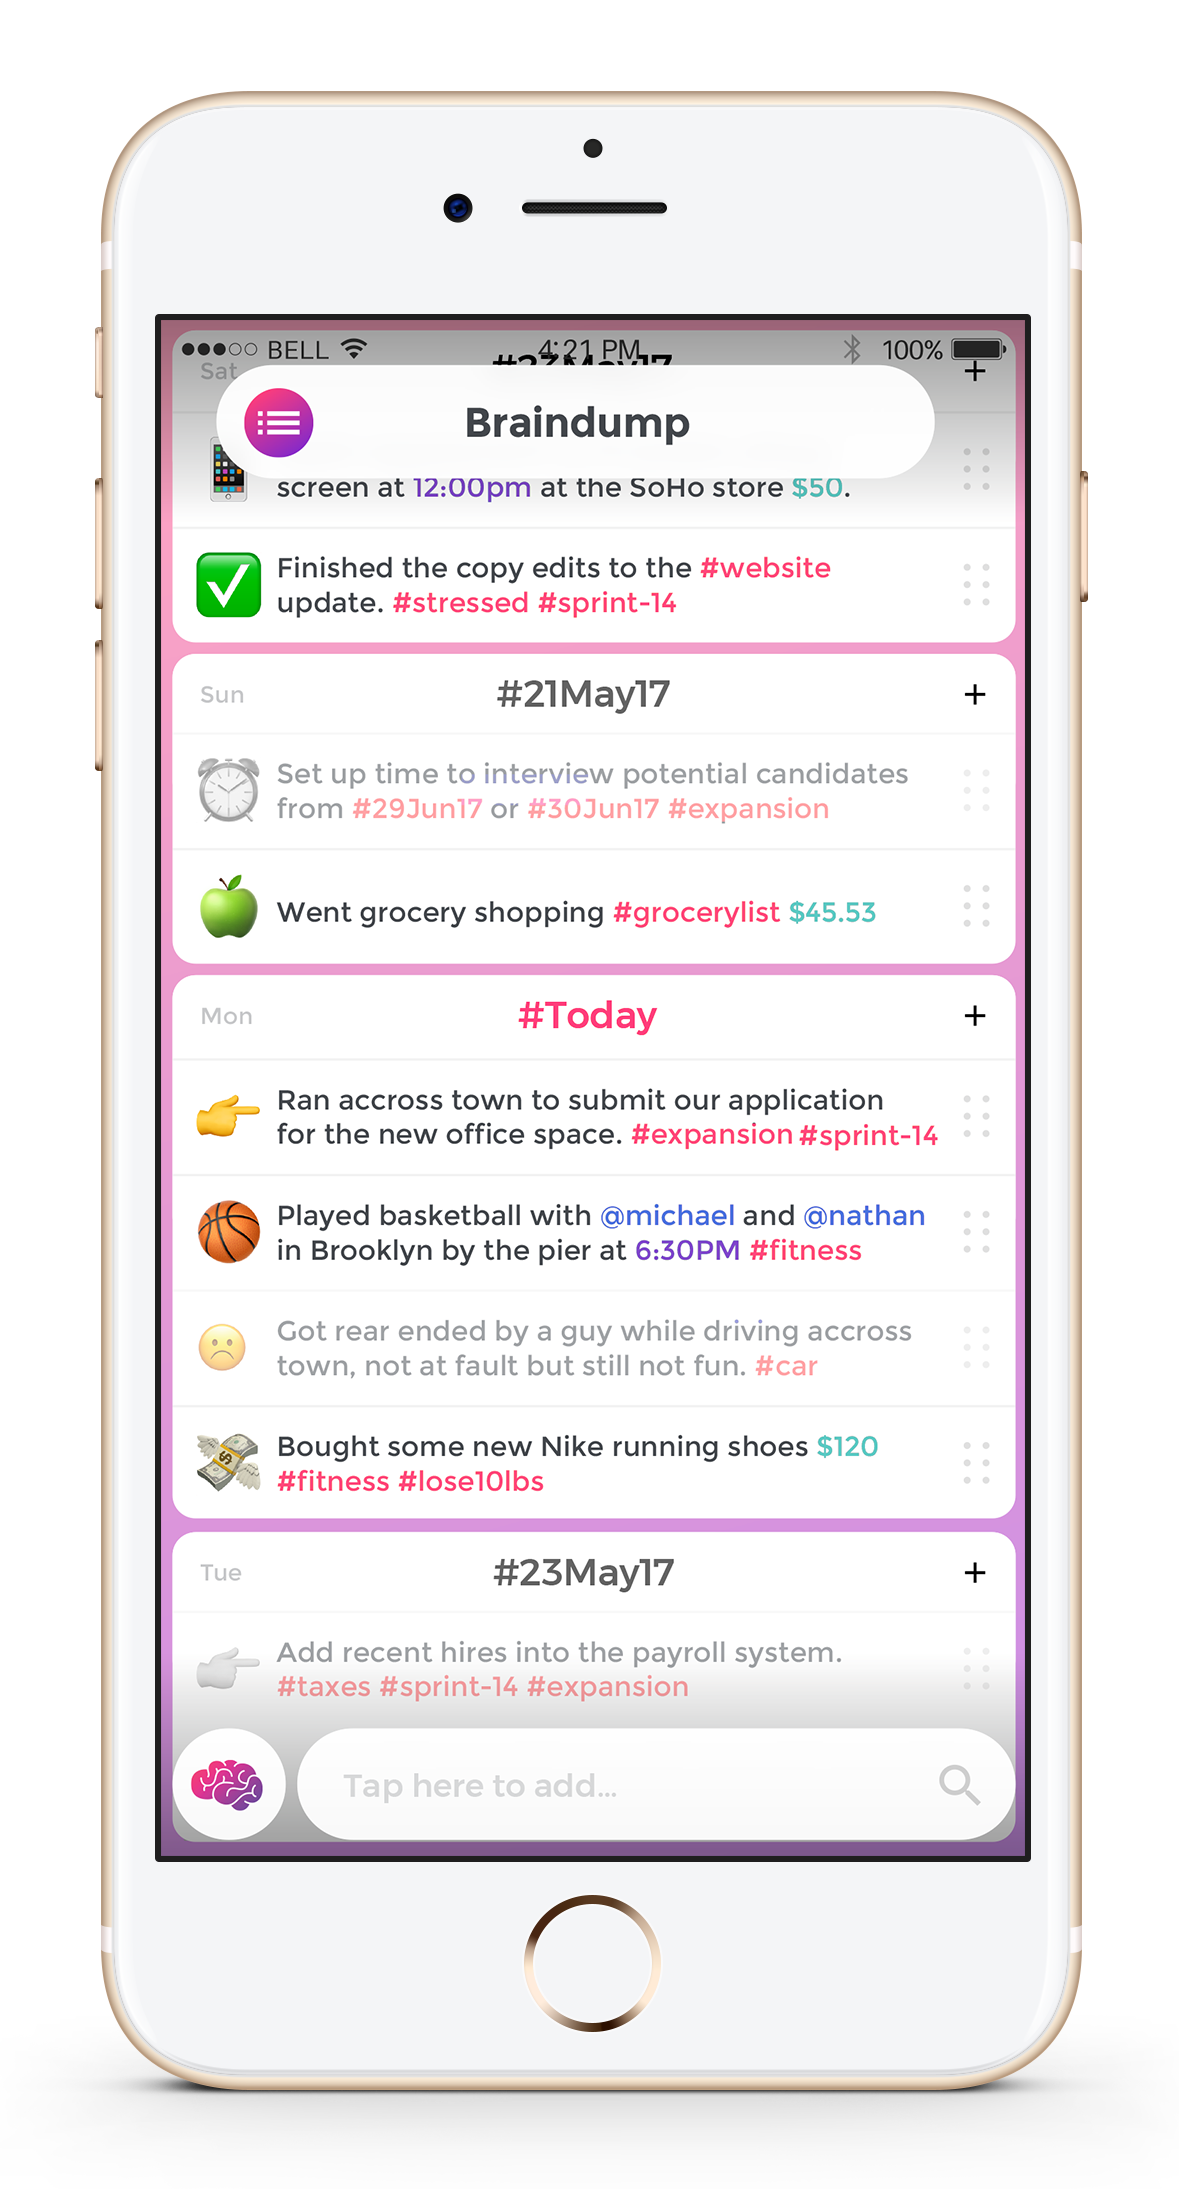 BELL
4:21 PM
100%
Sat
#23May17
Braindump
screen at 12:00pm at the SoHo store $50.
Finished the copy edits to the #website
update. #stressed #sprint-14
Sun
#21May17
+
Set up time to interview potential candidates
from #29Jun17 or #30Jun17 #expansion
Went grocery shopping #grocerylist $45.53
Mon
#Today
+
Ran accross town to submit our application
for the new office space. #expansion #sprint-14
Played basketball with @michael and @nathan
in Brooklyn by the pier at 6:30PM #fitness
Got rear ended by a guy while driving accross
town, not at fault but still not fun. #car
Bought some new Nike running shoes $120
#fitness #lose10lbs
Tue
#23May17
+
Add recent hires into the payroll system.
#taxes #sprint-14 #expansion
Tap here to add...